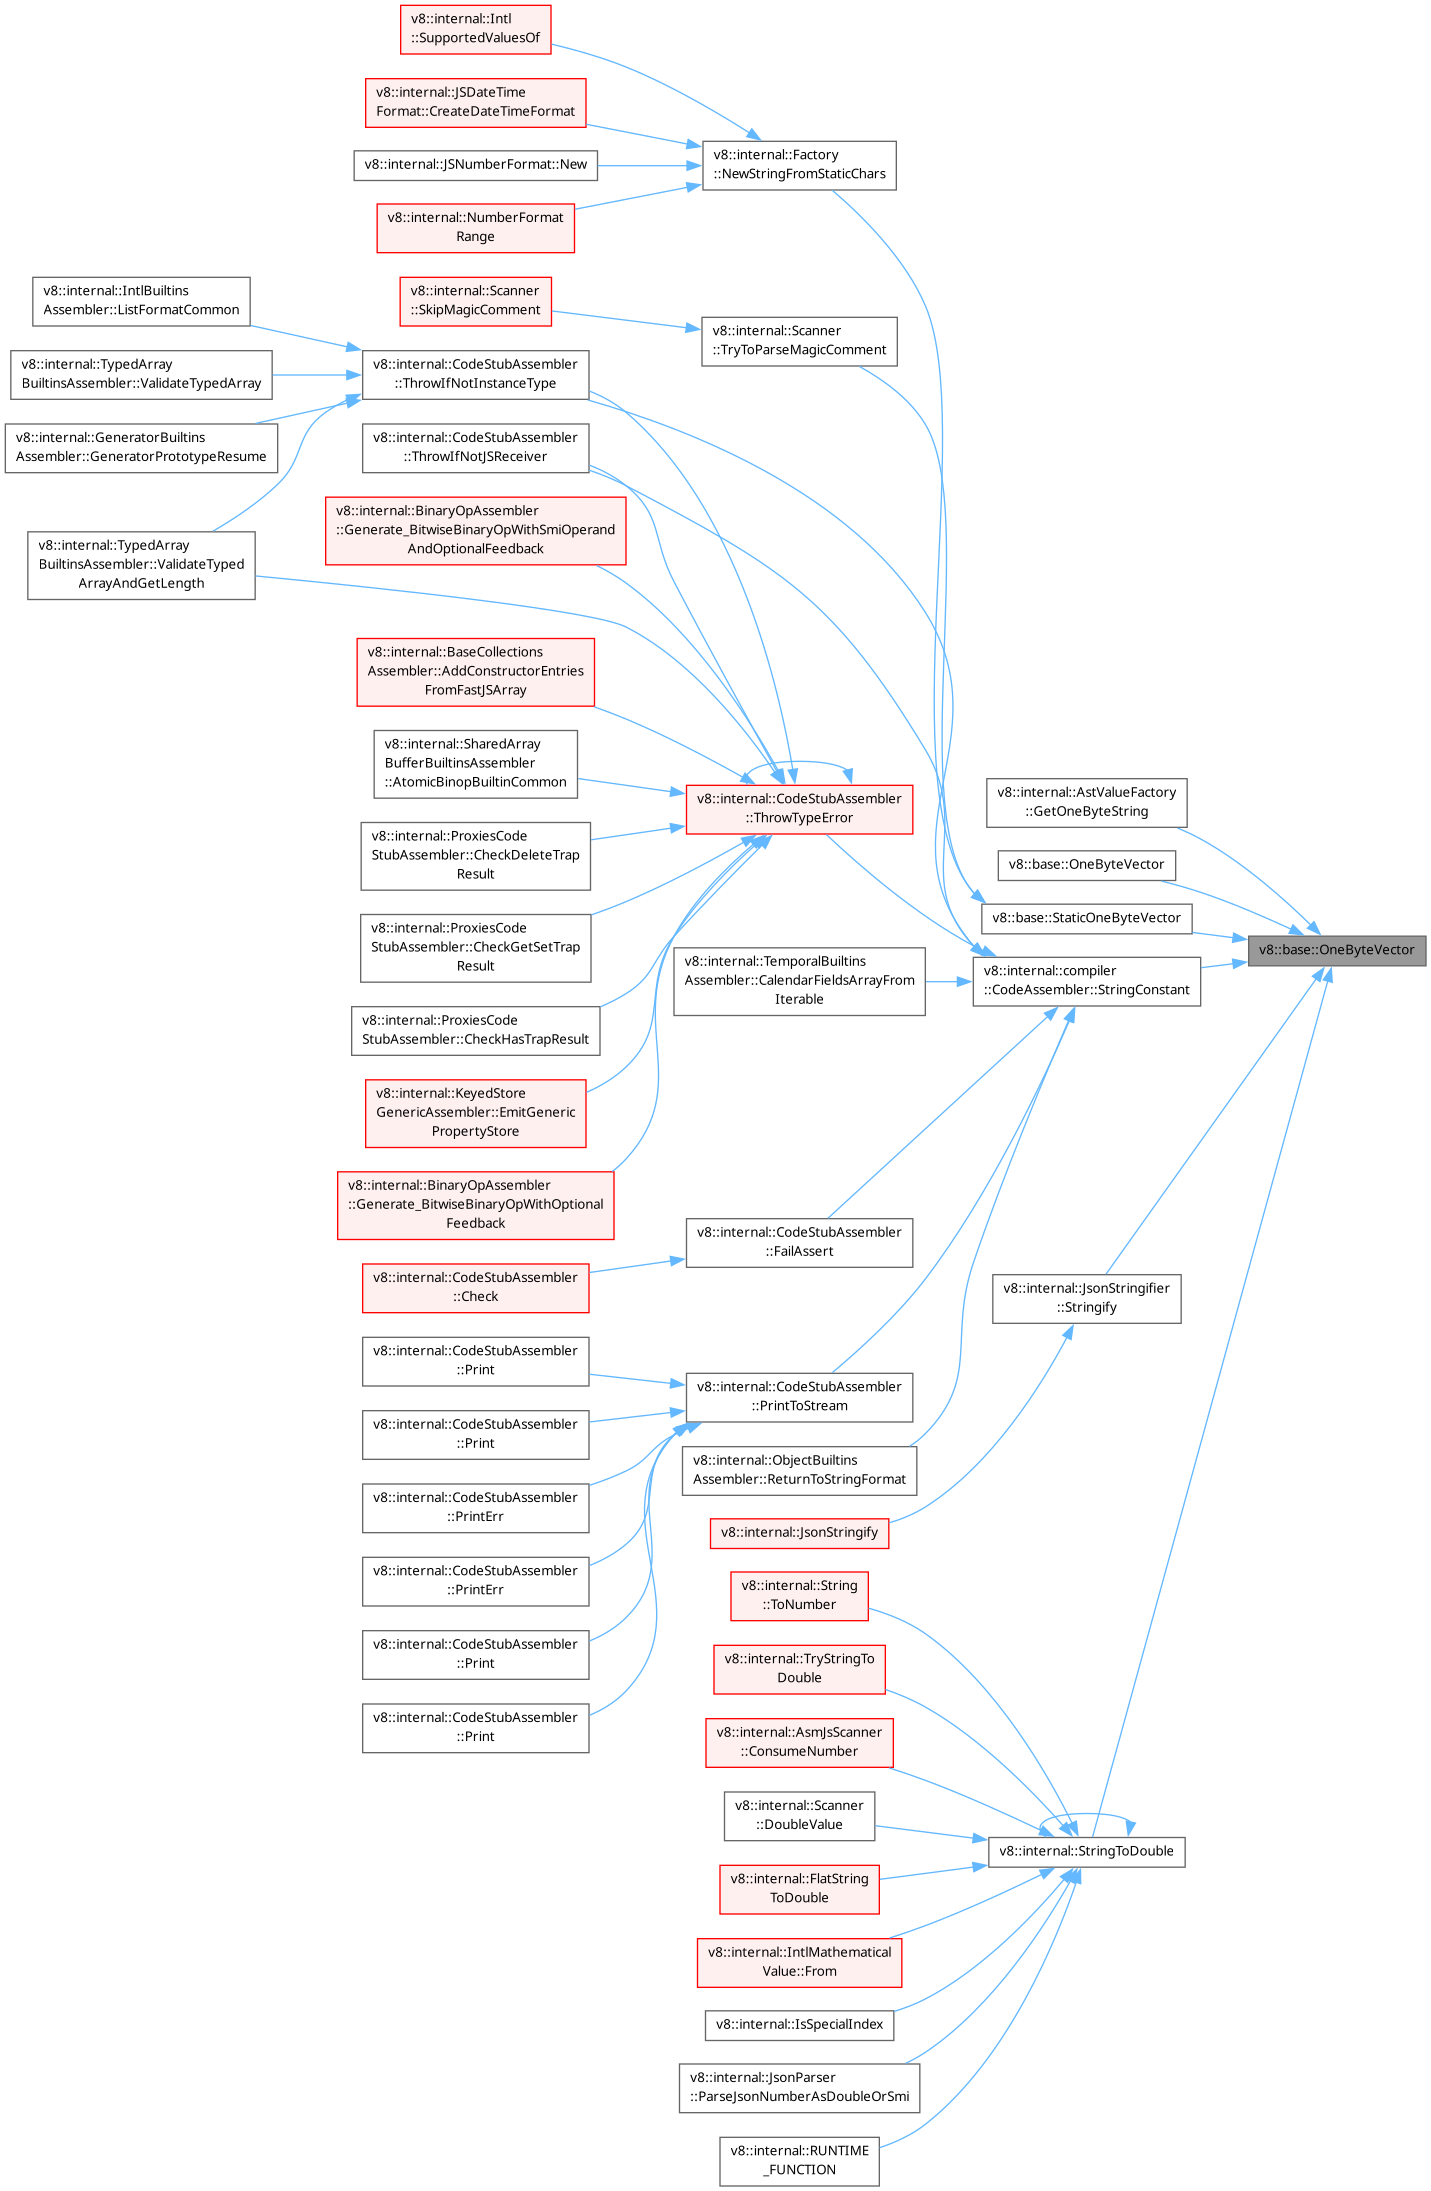 v8::internal::Intl
::SupportedValuesOf
v8::internal::JSDateTime
Format::CreateDateTimeFormat
v8::internal::Factory
::NewStringFromStaticChars
v8::internal::JSNumberFormat::New
v8::internal::NumberFormat
Range
v8::internal::IntlBuiltins
Assembler::ListFormatCommon
v8::internal::Scanner
::SkipMagicComment
v8::internal::Scanner
::TryToParseMagicComment
v8::internal::TypedArray
BuiltinsAssembler::ValidateTypedArray
v8::internal::CodeStubAssembler
::ThrowIfNotInstanceType
v8::internal::GeneratorBuiltins
Assembler::GeneratorPrototypeResume
v8::internal::CodeStubAssembler
::ThrowIfNotJSReceiver
v8::internal::BinaryOpAssembler
::Generate_BitwiseBinaryOpWithSmiOperand
AndOptionalFeedback
v8::internal::TypedArray
BuiltinsAssembler::ValidateTyped
ArrayAndGetLength
v8::internal::BaseCollections
Assembler::AddConstructorEntries
FromFastJSArray
v8::internal::SharedArray
BufferBuiltinsAssembler
::AtomicBinopBuiltinCommon
v8::internal::CodeStubAssembler
::ThrowTypeError
v8::internal::AstValueFactory
::GetOneByteString
v8::internal::ProxiesCode
StubAssembler::CheckDeleteTrap
Result
v8::base::OneByteVector
v8::base::StaticOneByteVector
v8::base::OneByteVector
v8::internal::ProxiesCode
StubAssembler::CheckGetSetTrap
Result
v8::internal::TemporalBuiltins
Assembler::CalendarFieldsArrayFrom
Iterable
v8::internal::compiler
::CodeAssembler::StringConstant
v8::internal::ProxiesCode
StubAssembler::CheckHasTrapResult
v8::internal::KeyedStore
GenericAssembler::EmitGeneric
PropertyStore
v8::internal::BinaryOpAssembler
::Generate_BitwiseBinaryOpWithOptional
Feedback
v8::internal::CodeStubAssembler
::FailAssert
v8::internal::CodeStubAssembler
::Check
v8::internal::JsonStringifier
::Stringify
v8::internal::CodeStubAssembler
::Print
v8::internal::CodeStubAssembler
::PrintToStream
v8::internal::CodeStubAssembler
::Print
v8::internal::ObjectBuiltins
Assembler::ReturnToStringFormat
v8::internal::CodeStubAssembler
::PrintErr
v8::internal::JsonStringify
v8::internal::CodeStubAssembler
::PrintErr
v8::internal::String
::ToNumber
v8::internal::CodeStubAssembler
::Print
v8::internal::TryStringTo
Double
v8::internal::CodeStubAssembler
::Print
v8::internal::AsmJsScanner
::ConsumeNumber
v8::internal::Scanner
::DoubleValue
v8::internal::StringToDouble
v8::internal::FlatString
ToDouble
v8::internal::IntlMathematical
Value::From
v8::internal::IsSpecialIndex
v8::internal::JsonParser
::ParseJsonNumberAsDoubleOrSmi
v8::internal::RUNTIME
_FUNCTION